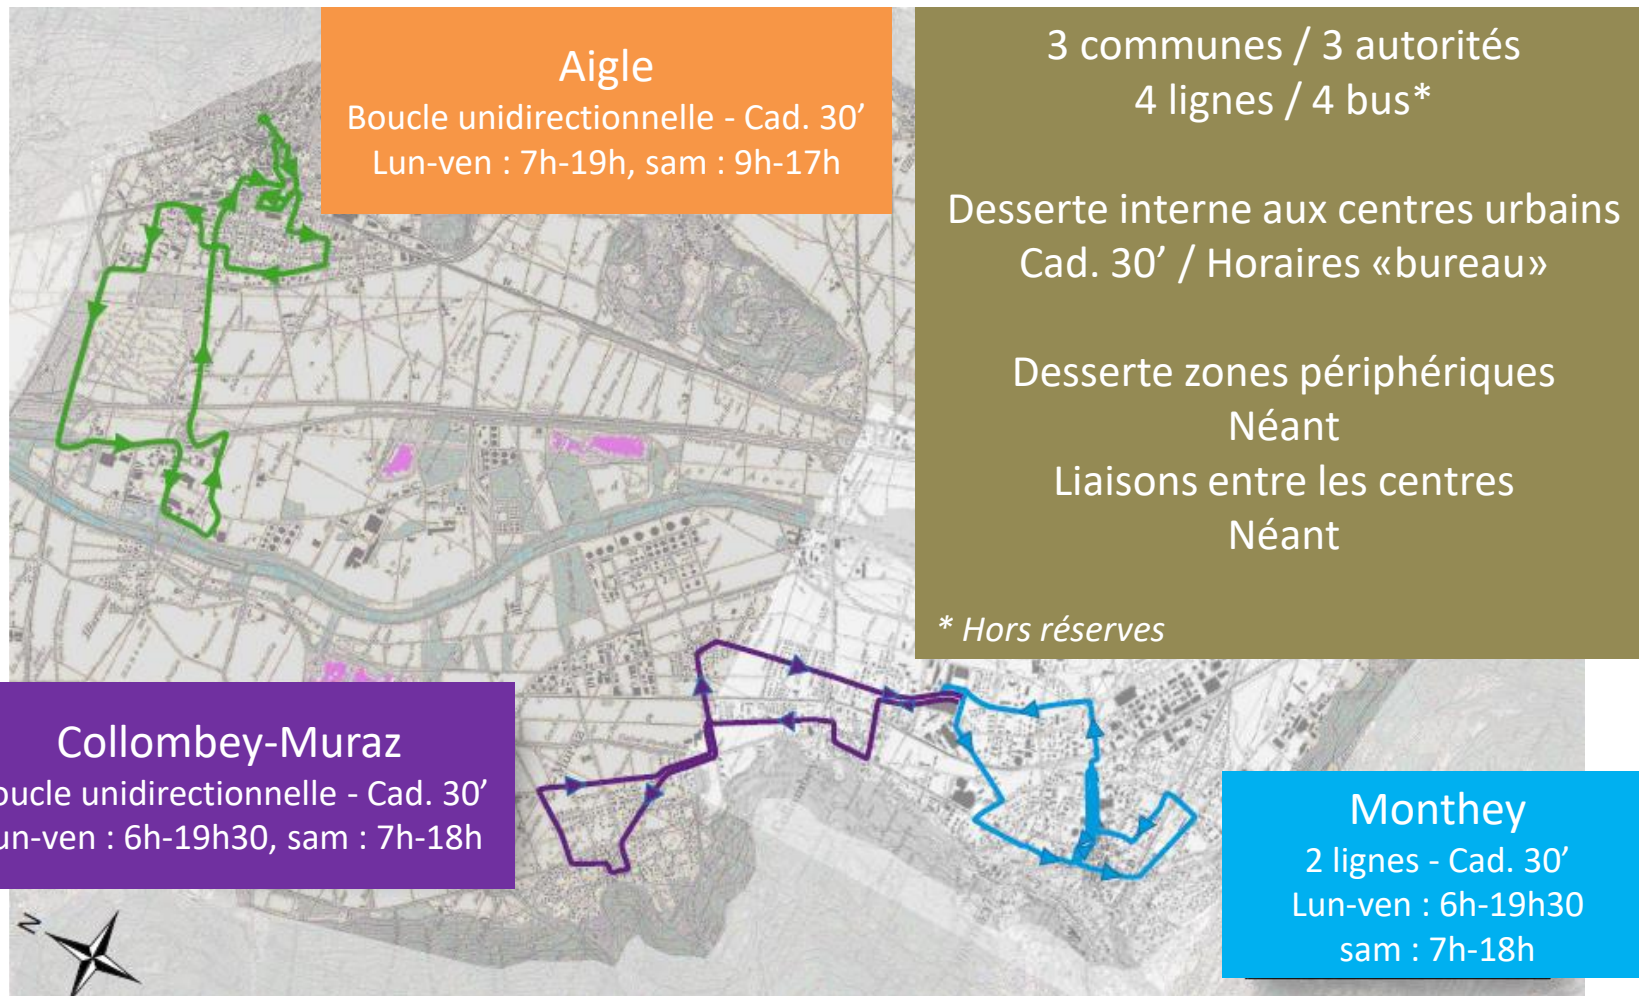 Aigle
Boucle unidirectionnelle - Cad. 30’
Lun-ven : 7h-19h, sam : 9h-17h
3 communes / 3 autorités
4 lignes / 4 bus*
Desserte interne aux centres urbains
Cad. 30’ / Horaires «bureau»
Desserte zones périphériques
Néant
Liaisons entre les centres
Néant
* Hors réserves
Collombey-Muraz
oucle unidirectionnelle - Cad. 30’
un-ven : 6h-19h30, sam : 7h-18h
Monthey
2 lignes - Cad. 30’
Lun-ven : 6h-19h30
sam : 7h-18h
N